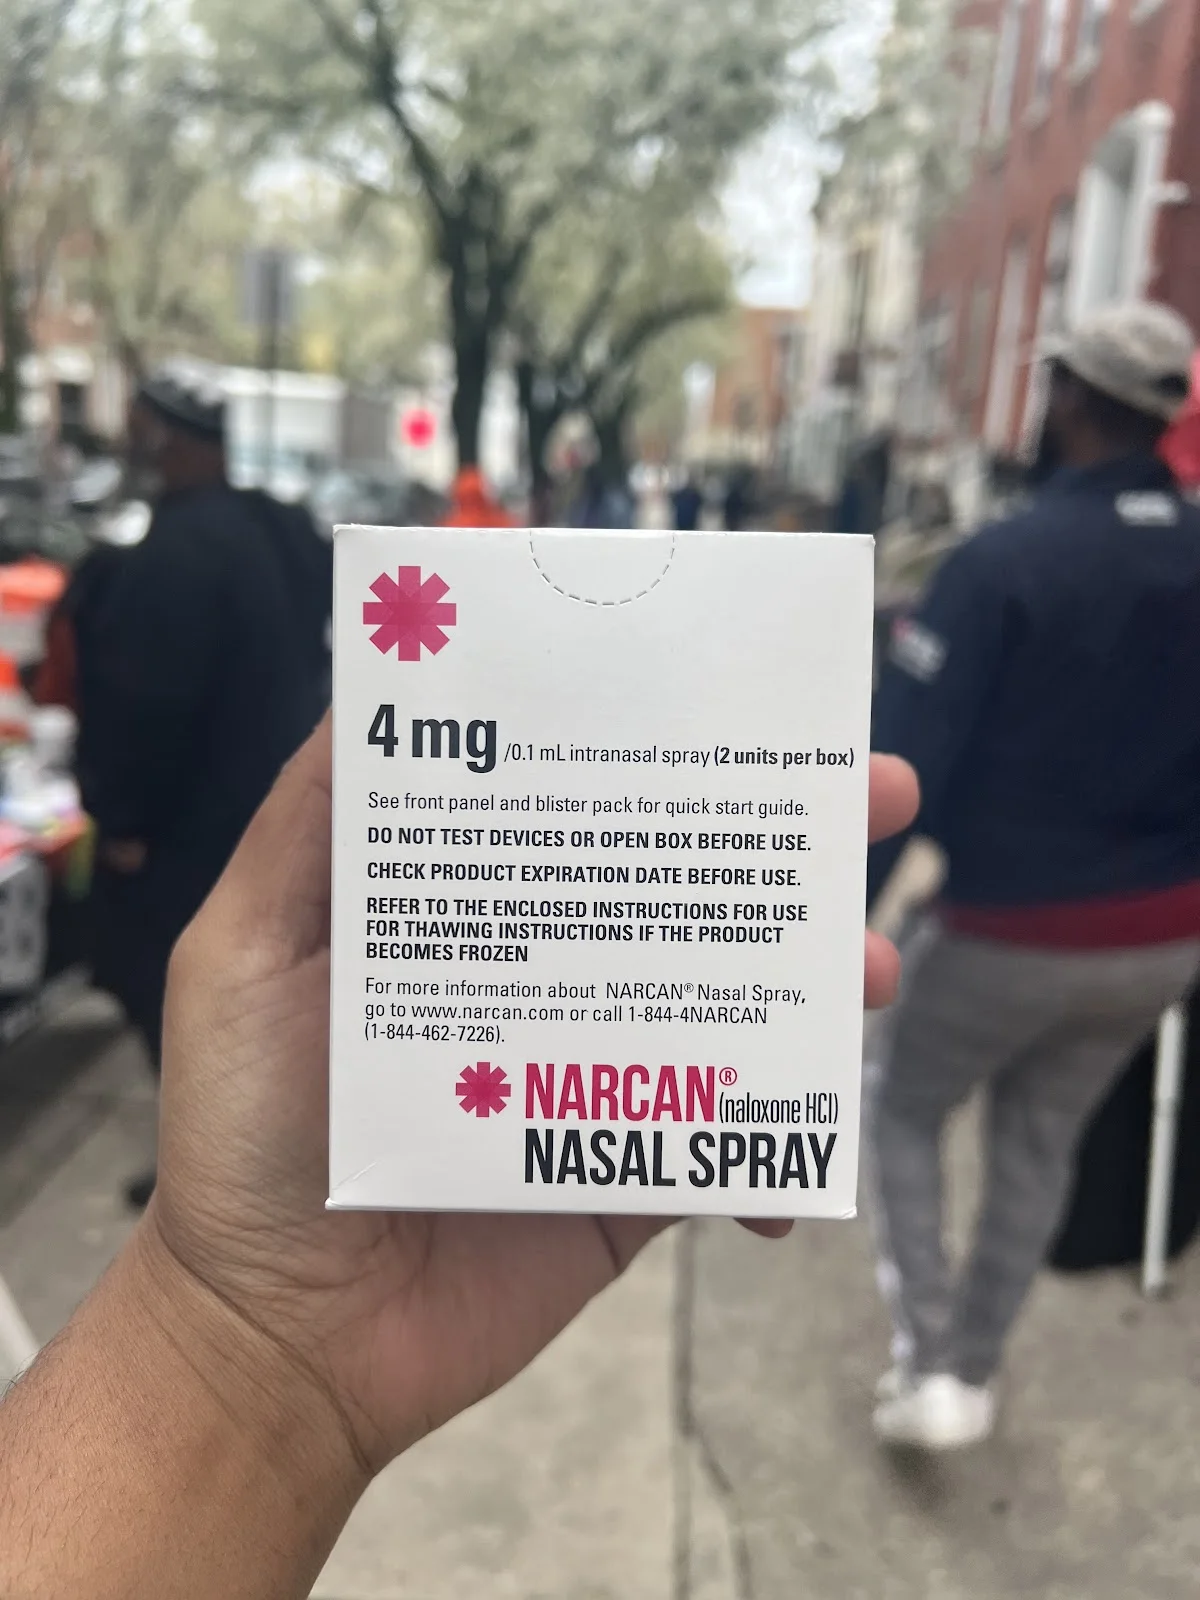 4 mg /0.1 mL intranasal spray (2 units per box)
See front panel and blister pack for quick start guide.
DO NOT TEST DEVICES OR OPEN BOX BEFORE USE.
CHECK PRODUCT EXPIRATION DATE BEFORE USE.
REFER TO THE ENCLOSED INSTRUCTIONS FOR USE
FOR THAWING INSTRUCTIONS IF THE PRODUCT
BECOMES FROZEN
For more information about NARCAN® Nasal Spray,
go to www.narcan.com or call 1-844-4NARCAN
(1-844-462-7226).
NARCAN® (naloxone HCl)
NASAL SPRAY